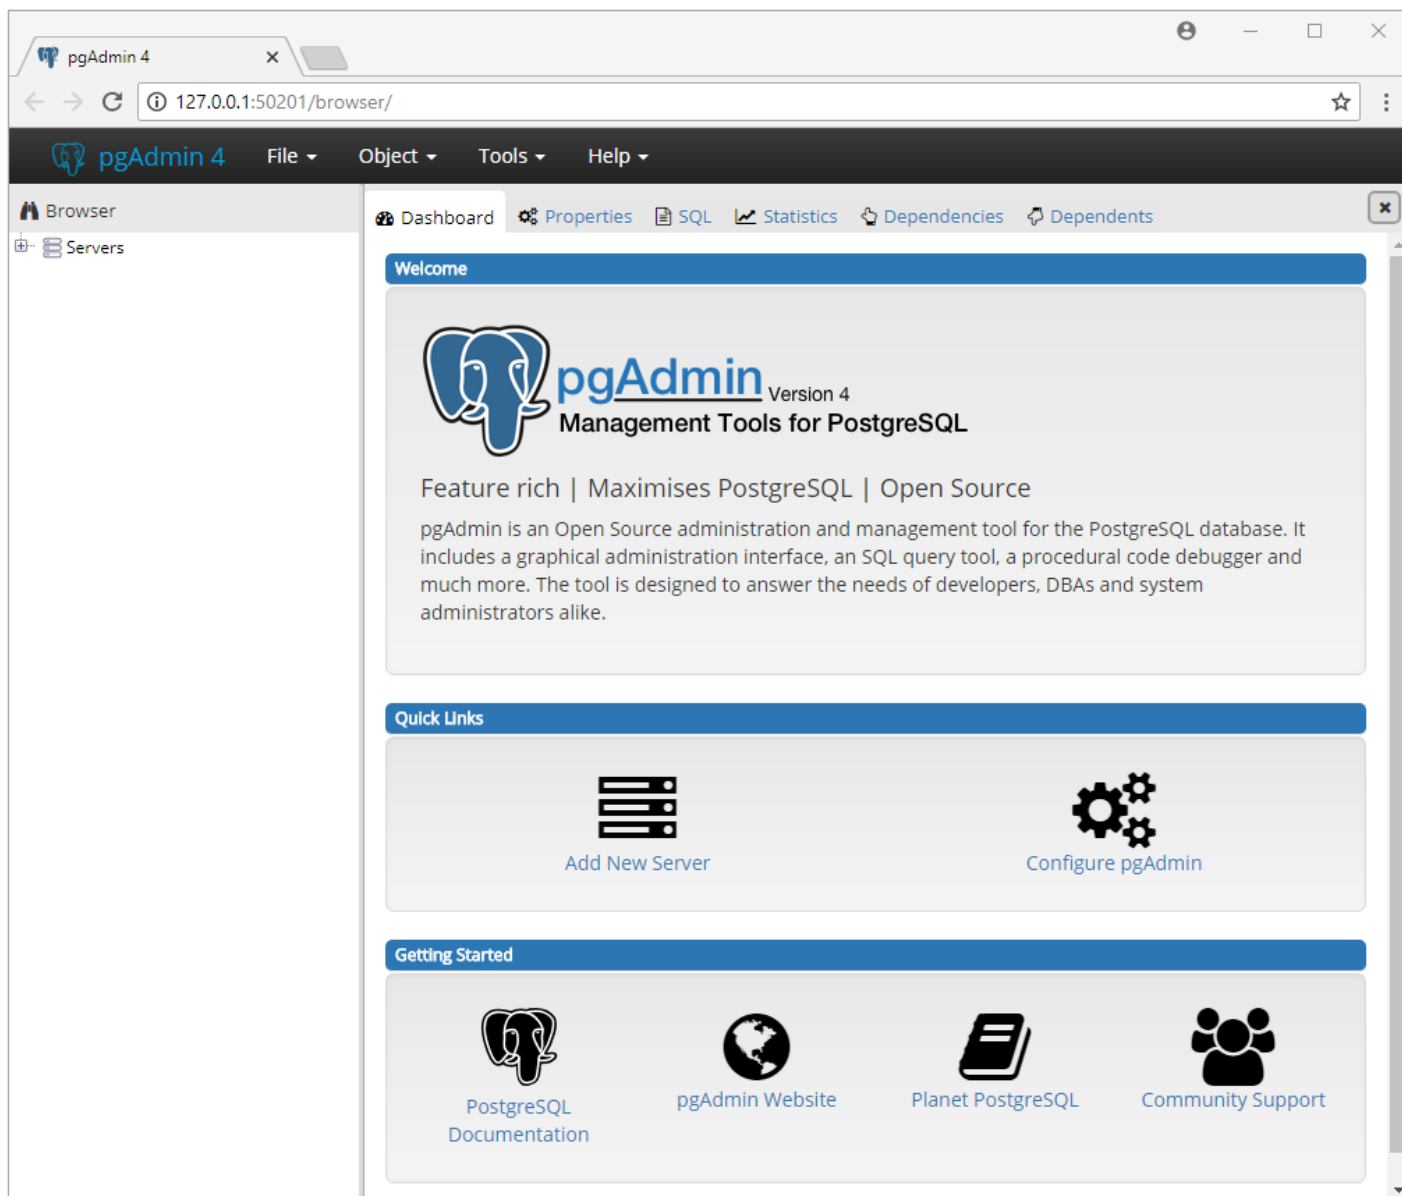 pgAdmin 4
127.0.0.1:50201/browser/
pgAdmin 4 File Object Tools Help
Browser
Servers
Dashboard Properties SQL Statistics Dependencies Dependents
Welcome
pgAdmin Version 4
Management Tools for PostgreSQL
Feature rich | Maximises PostgreSQL | Open Source
pgAdmin is an Open Source administration and management tool for the PostgreSQL database. It
includes a graphical administration interface, an SQL query tool, a procedural code debugger and
much more. The tool is designed to answer the needs of developers, DBAs and system
administrators alike.
Quick Links
Add New Server Configure pgAdmin
Getting Started
PostgreSQL
Documentation
pgAdmin Website
Planet PostgreSQL
Community Support